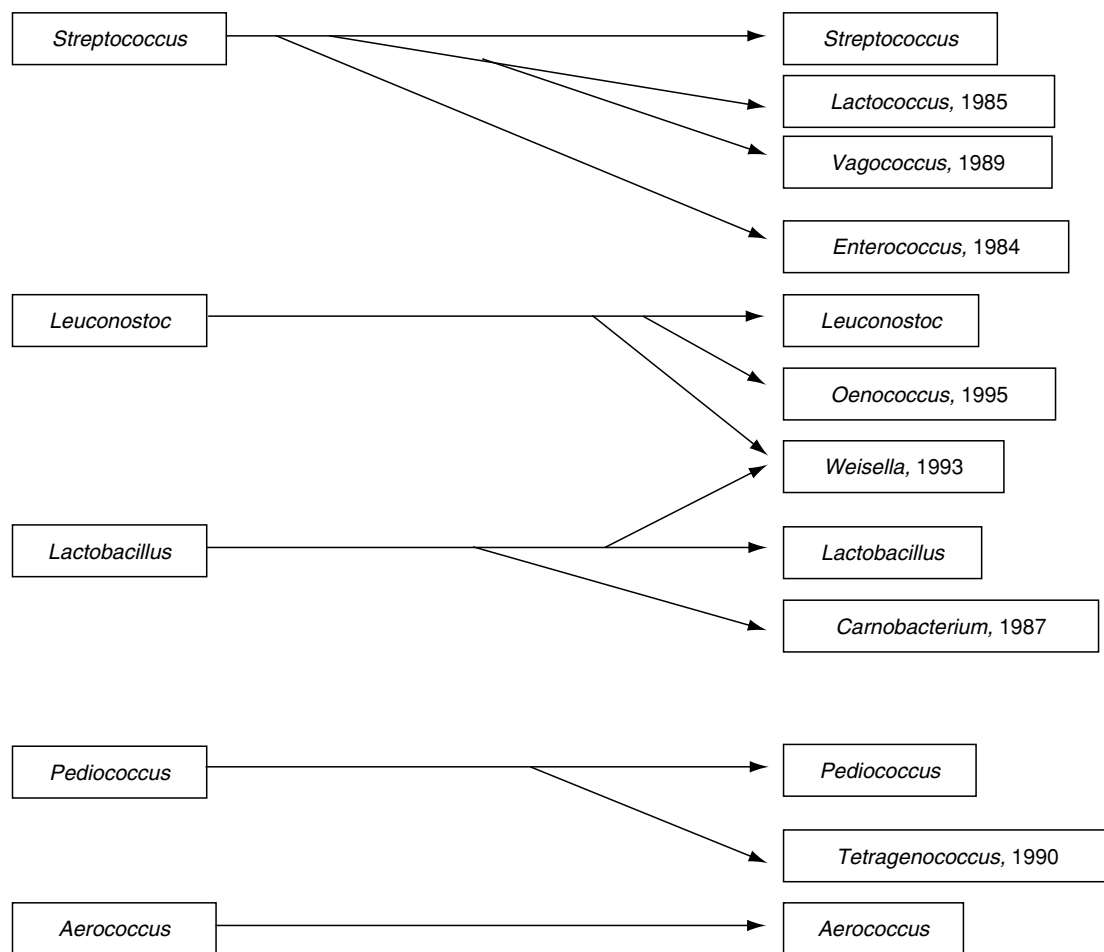 Streptococcus
Streptococcus
Lactococcus, 1985
Vagococcus, 1989
Enterococcus, 1984
Leuconostoc
Leuconostoc
Oenococcus, 1995
Weisella, 1993
Lactobacillus
Lactobacillus
Carnobacterium, 1987
Pediococcus
Pediococcus
Tetragenococcus, 1990
Aerococcus
Aerococcus